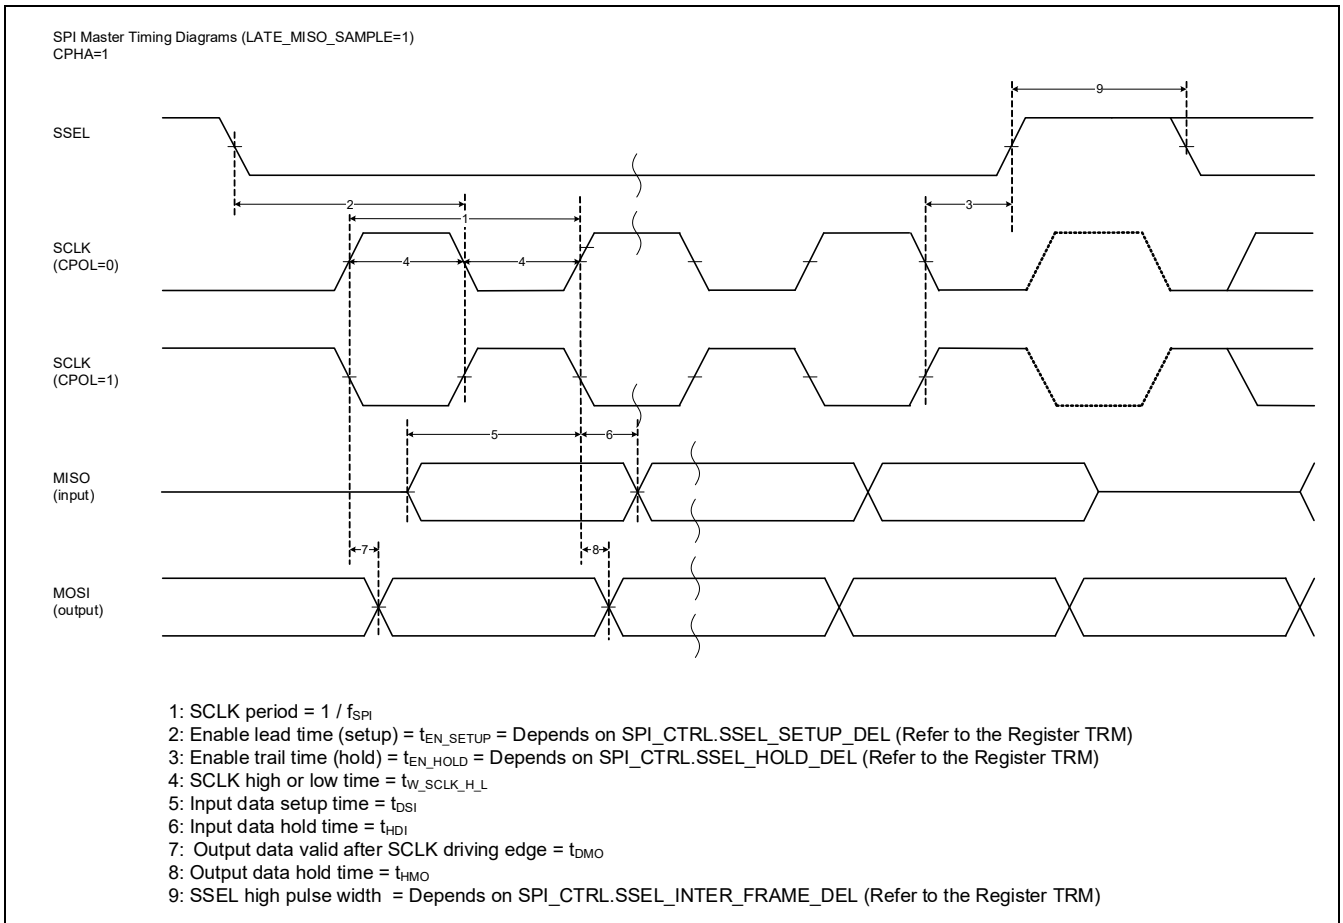 SPI Master Timing Diagrams (LATE_MISO_SAMPLE=1)
CPHA=1
9
SSEL
2
3
1
SCLK
(CPOL=0)
4
4
SCLK
(CPOL=1)
5
6
MISO
(input)
7
8
MOSI
(output)
1: SCLK period = 1 / fSPI
2: Enable lead time (setup) = tEN_SETUP = Depends on SPI_CTRL.SSEL_SETUP_DEL (Refer to the Register TRM)
3: Enable trail time (hold) = tEN_HOLD = Depends on SPI_CTRL.SSEL_HOLD_DEL (Refer to the Register TRM)
4: SCLK high or low time = tW_SCLK_H_L
5: Input data setup time = tDSI
6: Input data hold time = tHDI
7: Output data valid after SCLK driving edge = tDMO
8: Output data hold time = tHMO
9: SSEL high pulse width = Depends on SPI_CTRL.SSEL_INTER_FRAME_DEL (Refer to the Register TRM)